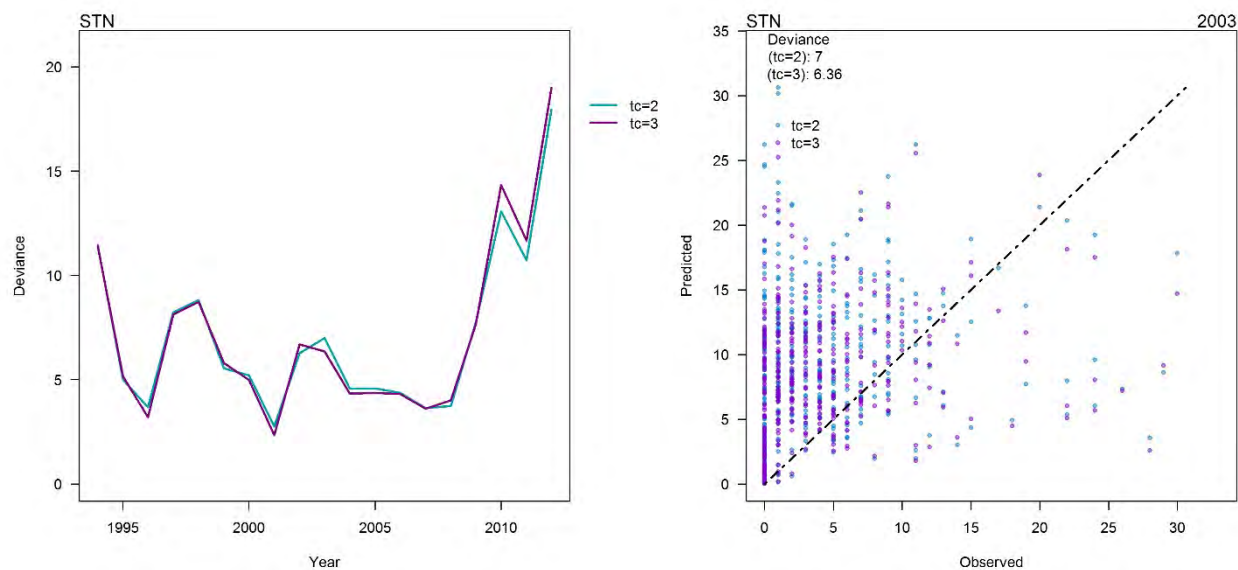 STN
20
15
10
5
0
Deviance
1995
2000
2005
2010
Year
tc=2
tc=3
STN
2003
Deviance
(tc=2): 7
(tc=3): 6.36
tc=2
tc=3
35
30
25
20
15
10
5
0
Predicted
0
5
10
15
20
25
30
Observed